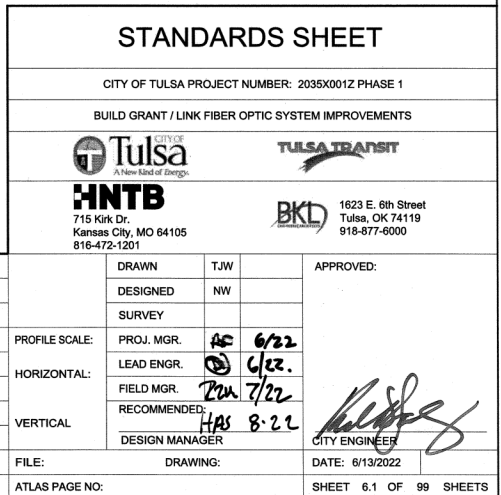 STANDARDS SHEET
CITY OF TULSA PROJECT NUMBER: 2035X001Z PHASE 1
BUILD GRANT / LINK FIBER OPTIC SYSTEM IMPROVEMENTS
CITY OF
Tulsa
A New Kind of Energy.
TULSA TRANSIT
HNTB
715 Kirk Dr.
Kansas City, MO 64105
816-472-1201
BKL
1623 E. 6th Street
Tulsa, OK 74119
918-877-6000
DRAWN TJW APPROVED:
DESIGNED NW
SURVEY
PROFILE SCALE: PROJ. MGR. 6/22
HORIZONTAL: LEAD ENGR. 6/22.
FIELD MGR. 7/22
VERTICAL RECOMMENDED: HAS 8-22
DESIGN MANAGER CITY ENGINEER
FILE: DRAWING: DATE: 6/13/2022
ATLAS PAGE NO: SHEET 6.1 OF 99 SHEETS